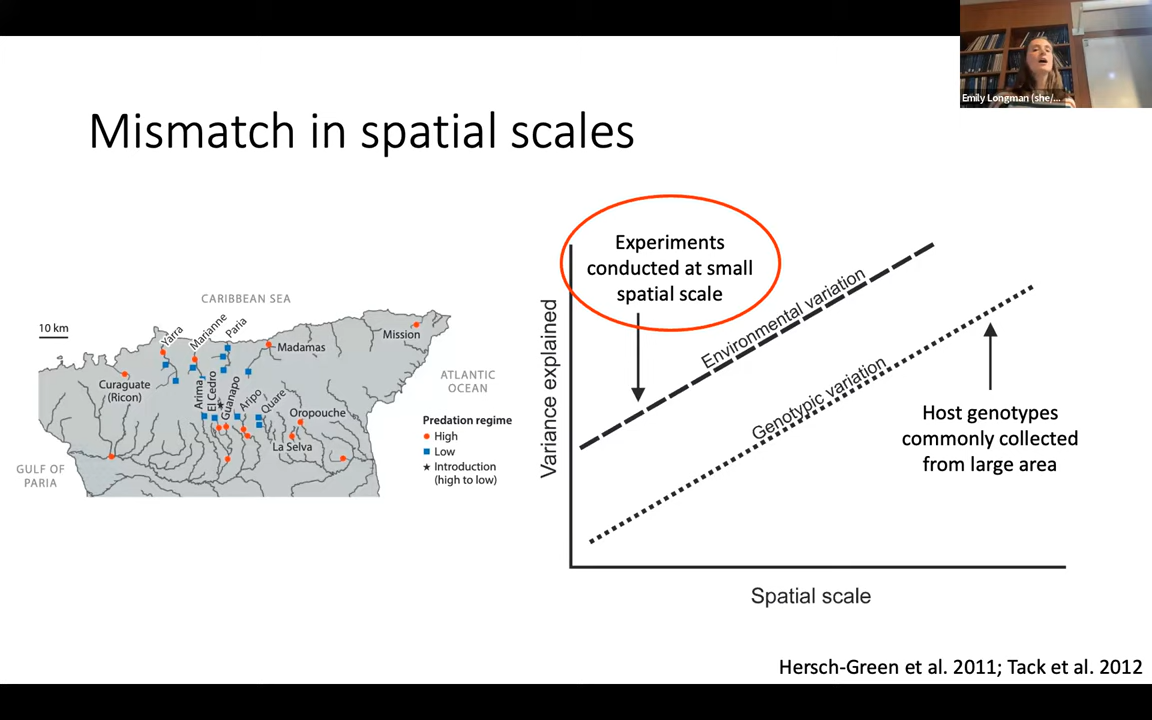 Emily Longman (she/...
Mismatch in spatial scales
CARIBBEAN SEA
10 km
Yarra
Marianne
Paria
Madamas
Mission
Curaguate
(Ricon)
Arima
El Cedro
Guanapo
Aripo
Quare
Oropouche
La Selva
ATLANTIC
OCEAN
GULF OF
PARIA
Predation regime
High
Low
Introduction
(high to low)
Experiments
conducted at small
spatial scale
Environmental variation
Genotypic variation
Host genotypes
commonly collected
from large area
Variance explained
Spatial scale
Hersch-Green et al. 2011; Tack et al. 2012